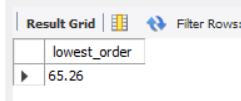 Result Grid Filter Rows:
lowest_order
65.26